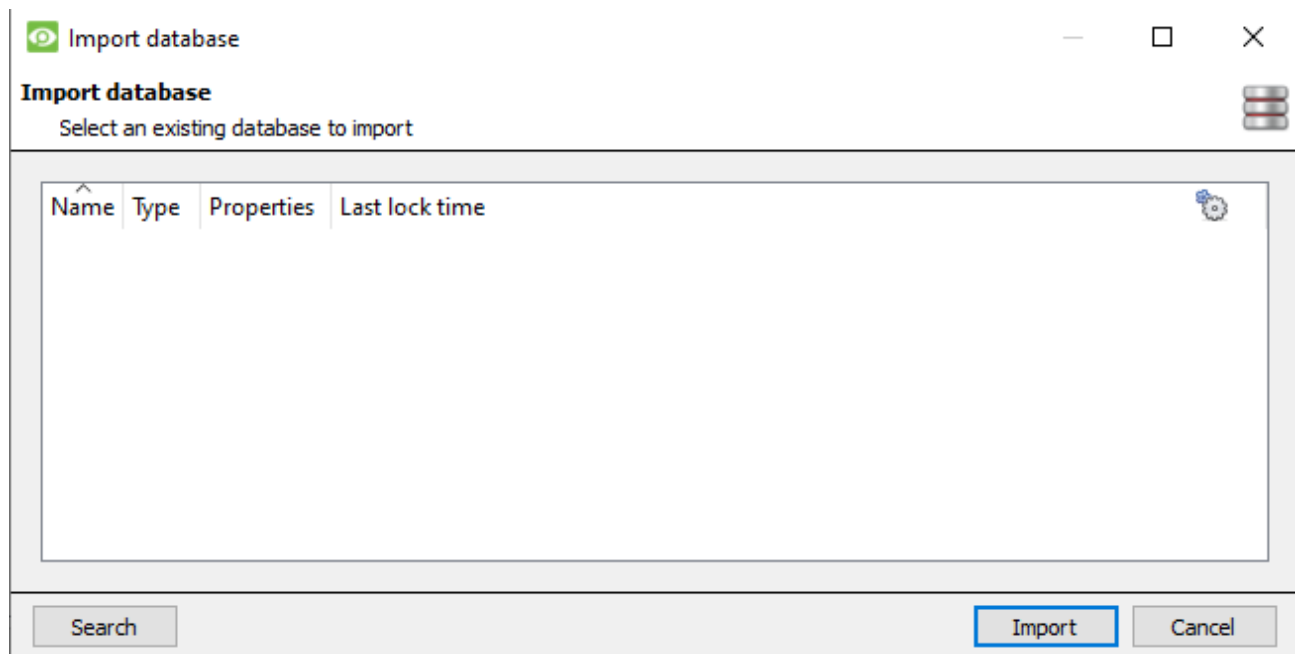 Import database
Import database
Select an existing database to import
Name Type Properties Last lock time
Search Import Cancel